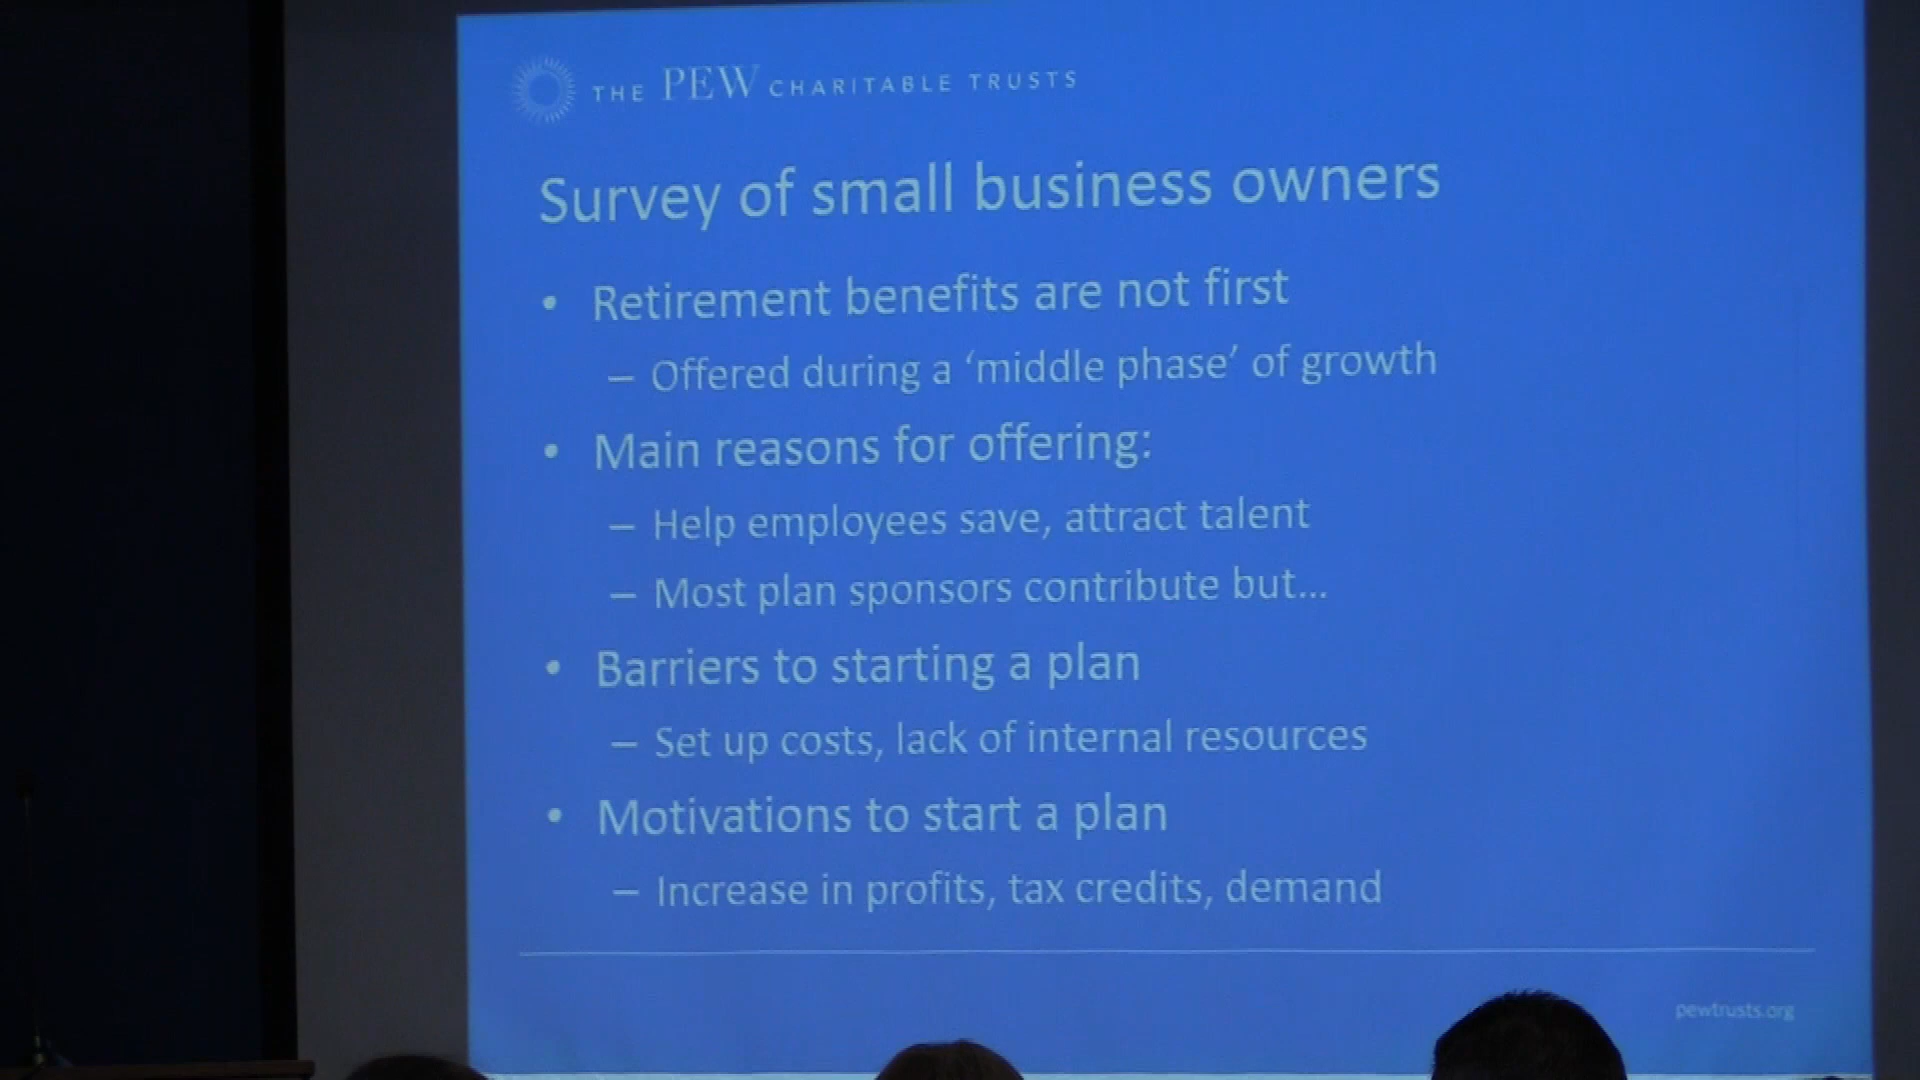 THE PEW CHARITABLE TRUSTS
Survey of small business owners
• Retirement benefits are not first
– Offered during a ‘middle phase’ of growth
• Main reasons for offering:
– Help employees save, attract talent
– Most plan sponsors contribute but...
• Barriers to starting a plan
– Set up costs, lack of internal resources
• Motivations to start a plan
– Increase in profits, tax credits, demand
pewtrusts.org